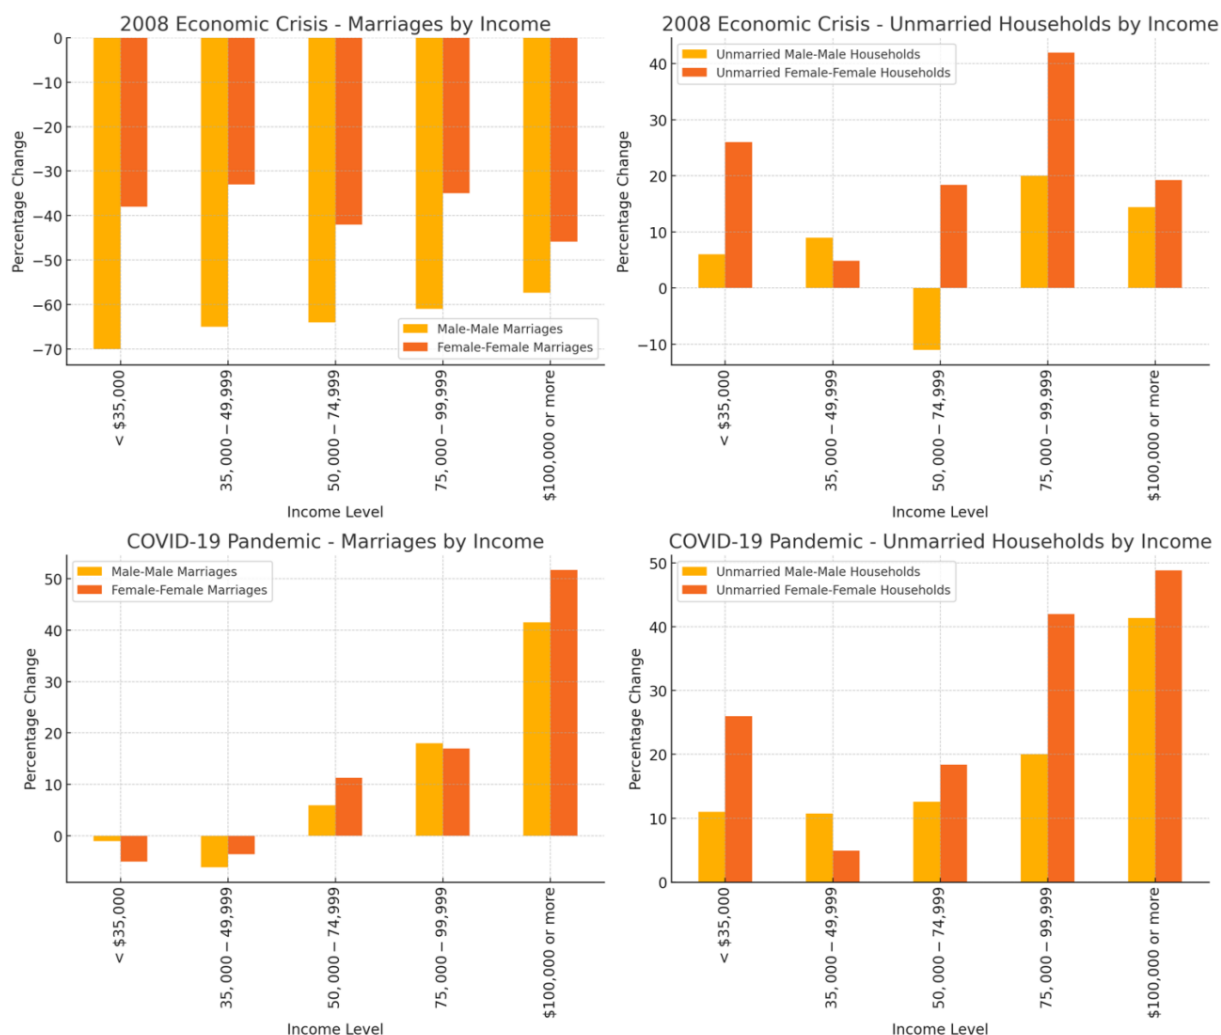 2008 Economic Crisis - Marriages by Income
0
−10
−20
−30
−40
−50
−60
−70
Percentage Change
Male-Male Marriages
Female-Female Marriages
< $35,000
35,000−49,999
50,000−74,999
75,000−99,999
$100,000 or more
Income Level
2008 Economic Crisis - Unmarried Households by Income
Unmarried Male-Male Households
Unmarried Female-Female Households
40
30
20
10
0
−10
Percentage Change
< $35,000
35,000−49,999
50,000−74,999
75,000−99,999
$100,000 or more
Income Level
COVID-19 Pandemic - Marriages by Income
Male-Male Marriages
Female-Female Marriages
50
40
30
20
10
0
Percentage Change
< $35,000
35,000−49,999
50,000−74,999
75,000−99,999
$100,000 or more
Income Level
COVID-19 Pandemic - Unmarried Households by Income
Unmarried Male-Male Households
Unmarried Female-Female Households
50
40
30
20
10
0
Percentage Change
< $35,000
35,000−49,999
50,000−74,999
75,000−99,999
$100,000 or more
Income Level